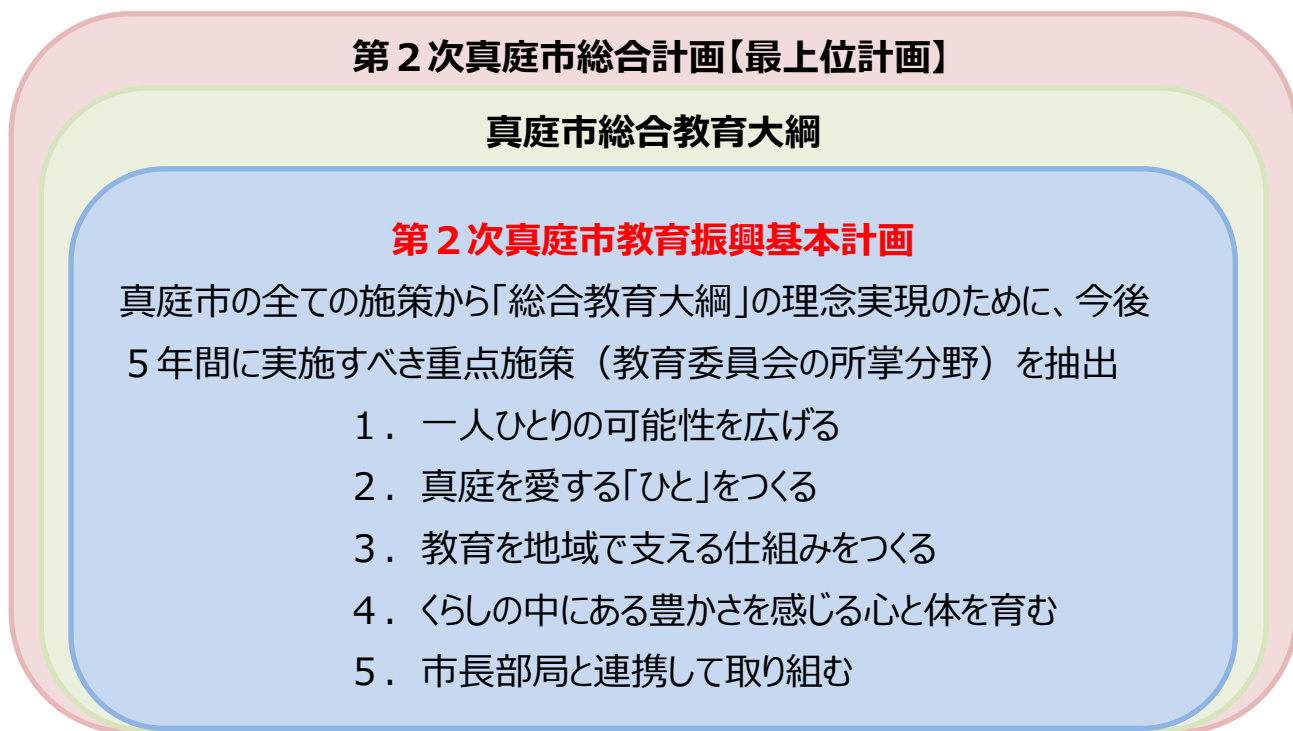 第２次真庭市総合計画【最上位計画】
真庭市総合教育大綱
第２次真庭市教育振興基本計画
真庭市の全ての施策から「総合教育大綱」の理念実現のために、今後
５年間に実施すべき重点施策（教育委員会の所掌分野）を抽出
１．一人ひとりの可能性を広げる
２．真庭を愛する「ひと」をつくる
３．教育を地域で支える仕組みをつくる
４．くらしの中にある豊かさを感じる心と体を育む
５．市長部局と連携して取り組む